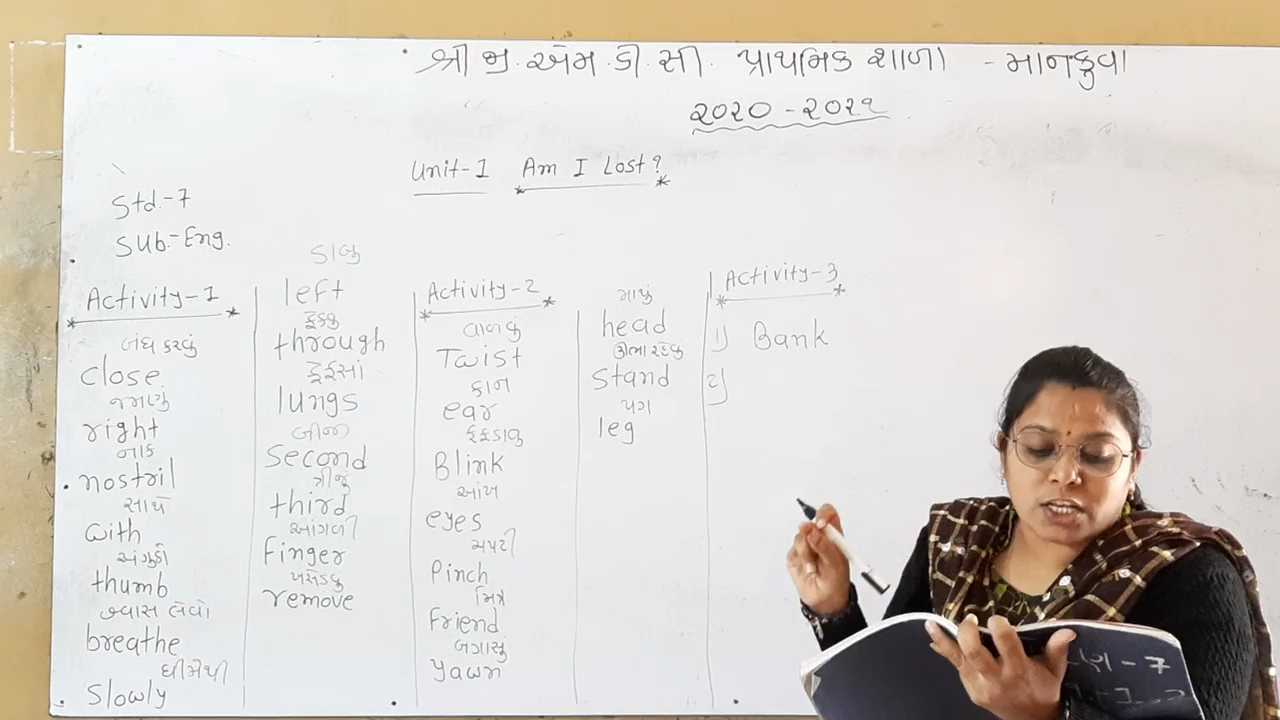 શ્રી જી. એમ. ડી. સી. પ્રાથમિક શાળા - માનકુવા
૨૦૨૦ - ૨૦૨૧
Unit-1 Am I Lost?
Std.-7
Sub.-Eng.
Activity-1
બંધ કરવું
close
જમણું
right
નાક
nostril
સાથે
with
અંગુઠો
thumb
શ્વાસ લેવો
breathe
ધીમેથી
Slowly
ડાબુ
left
through
ફેફસા
lungs
બીજા
second
ત્રીજુ
third
આંગળી
Finger
ખસેડવુ
remove
Activity-2
વાળવું
Twist
કાન
ear
ફફડાવું
Blink
આંખ
eyes
ચપટી
Pinch
મિત્ર
Friend
બગાસું
yawn
માથું
head
ઊભા રહેવુ
stand
પગ
leg
Activity-3
1) Bank
2)
ધોરણ - 7